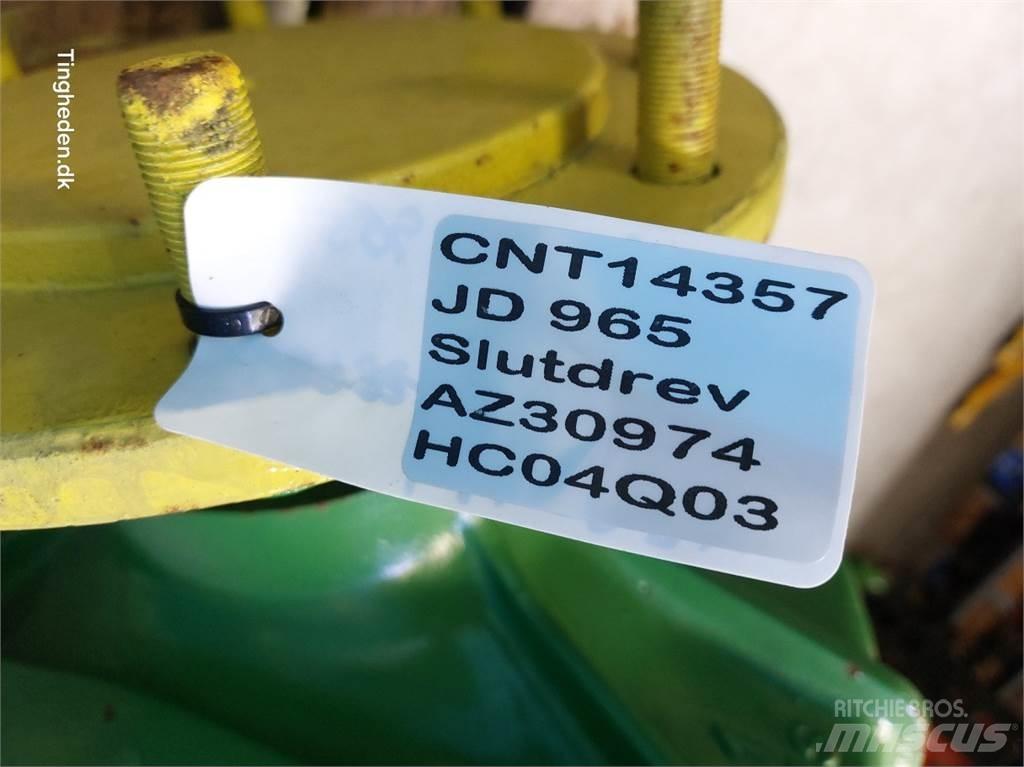 Tingheden.dk
CNT14357
JD 965
Slutdrev
AZ30974
HC04Q03
RITCHIE BROS.
MASCUS